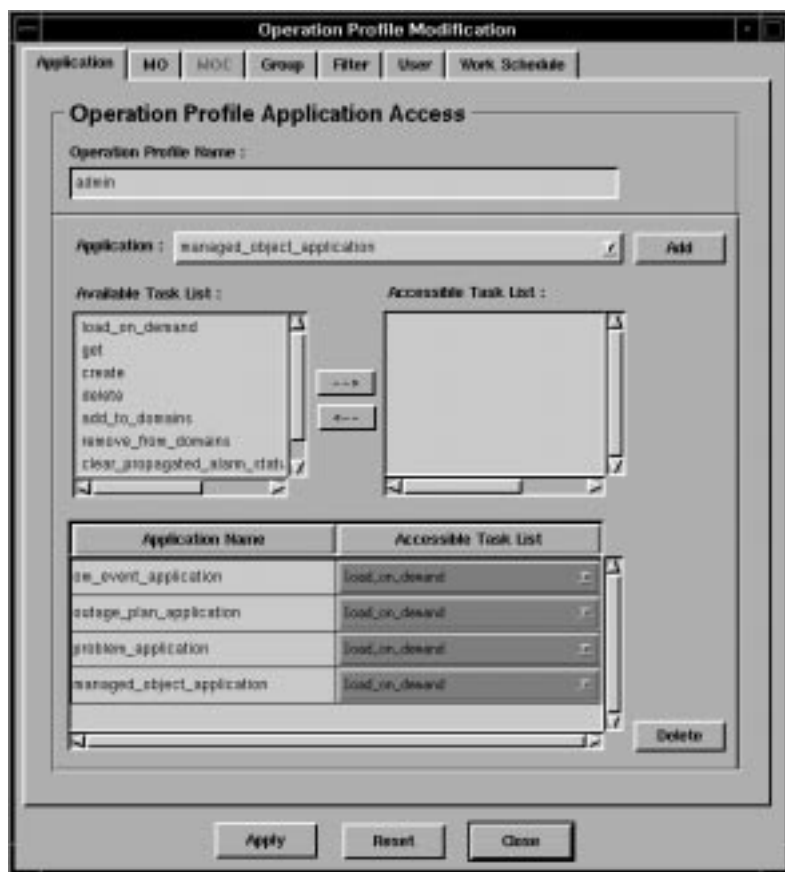 Operation Profile Modification
Application MO MOC Group Filter User Work Schedule
Operation Profile Application Access
Operation Profile Name :
admin
Application : managed_object_application Add
Available Task List : Accessible Task List :
load_on_demand
get
create
-->
delete
add_to_domains
<--
remove_from_domains
clear_propagated_alarm_statu
Application Name Accessible Task List
om_event_application load_on_demand
outage_plan_application load_on_demand
problem_application load_on_demand
managed_object_application load_on_demand
Delete
Apply Reset Close